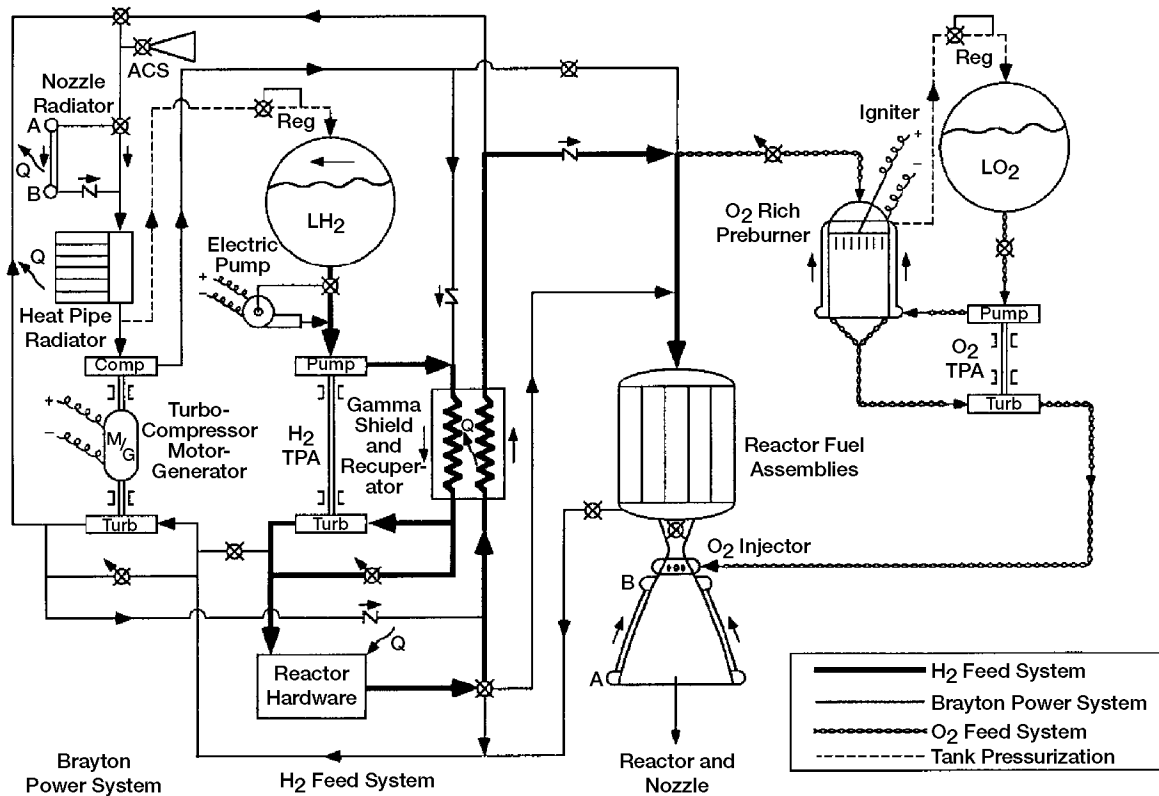 ACS
Nozzle
Radiator
A
Q
B
Q
Heat Pipe
Radiator
Comp
+
−
M/G
Turbo-
Compressor
Motor-
Generator
Turb
Reg
LH2
Electric
Pump
+
−
Pump
H2
TPA
Turb
Gamma
Shield
and
Recuper-
ator
Q
Q
Reactor
Hardware
Reg
Igniter
+
−
LO2
O2 Rich
Preburner
Pump
O2
TPA
Turb
Reactor Fuel
Assemblies
O2 Injector
B
A
H2 Feed System
Brayton Power System
O2 Feed System
Tank Pressurization
Brayton
Power System
H2 Feed System
Reactor and
Nozzle